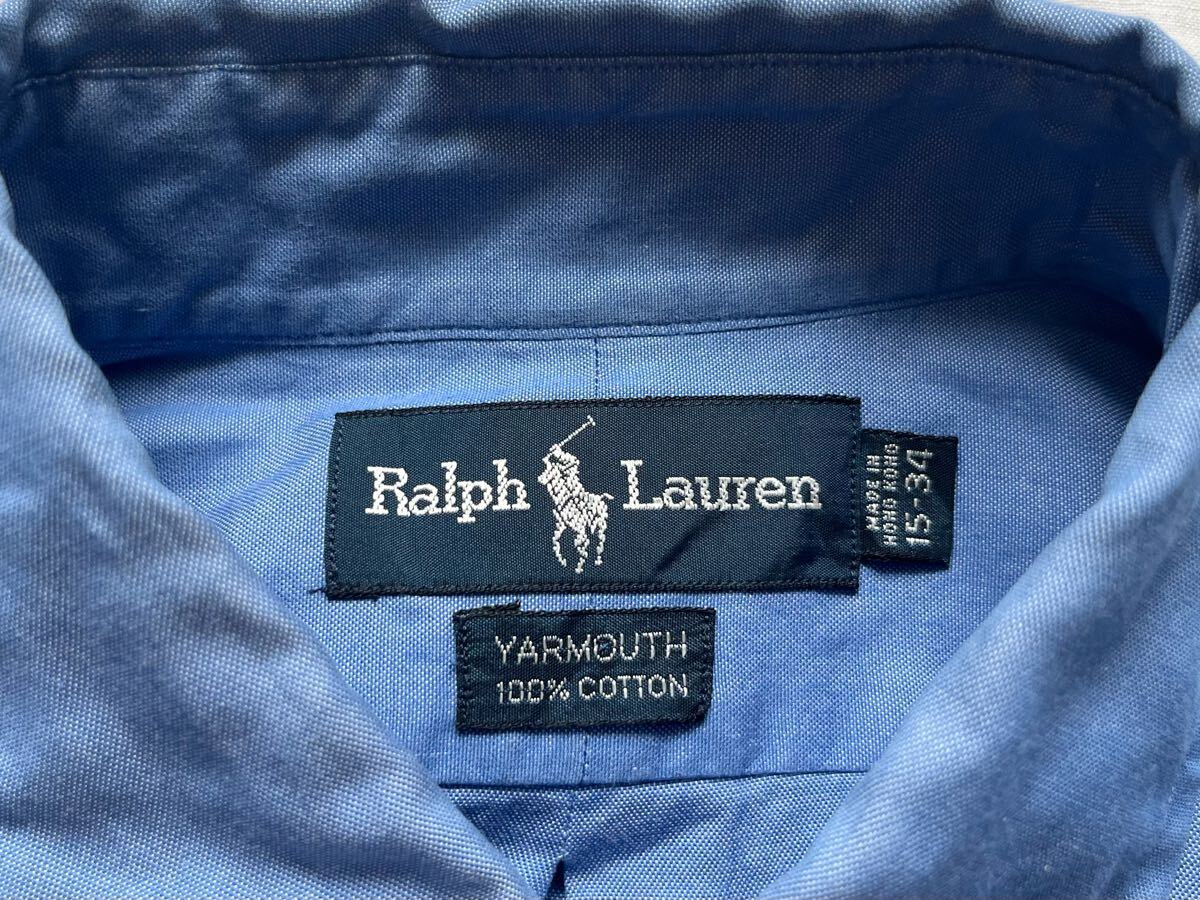 Ralph Lauren
MADE IN
HONG KONG
15-34
YARMOUTH
100% COTTON